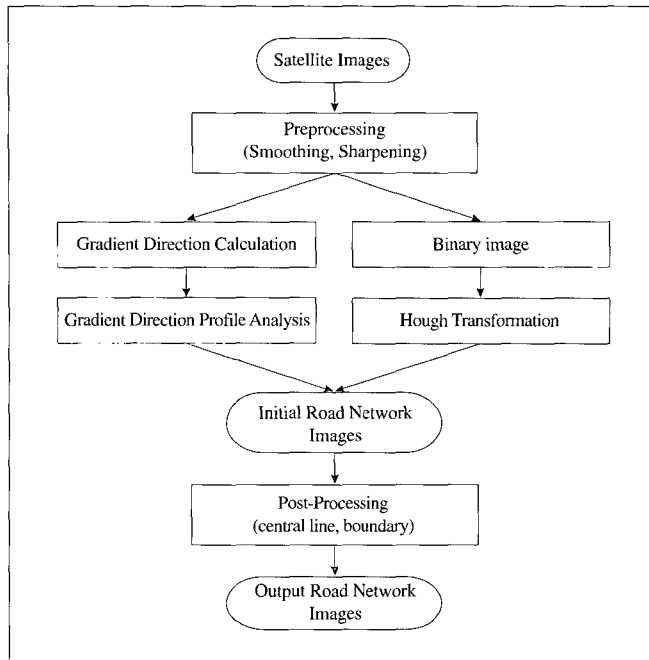 Satellite Images
Preprocessing
(Smoothing, Sharpening)
Gradient Direction Calculation
Binary image
Gradient Direction Profile Analysis
Hough Transformation
Initial Road Network
Images
Post-Processing
(central line, boundary)
Output Road Network
Images